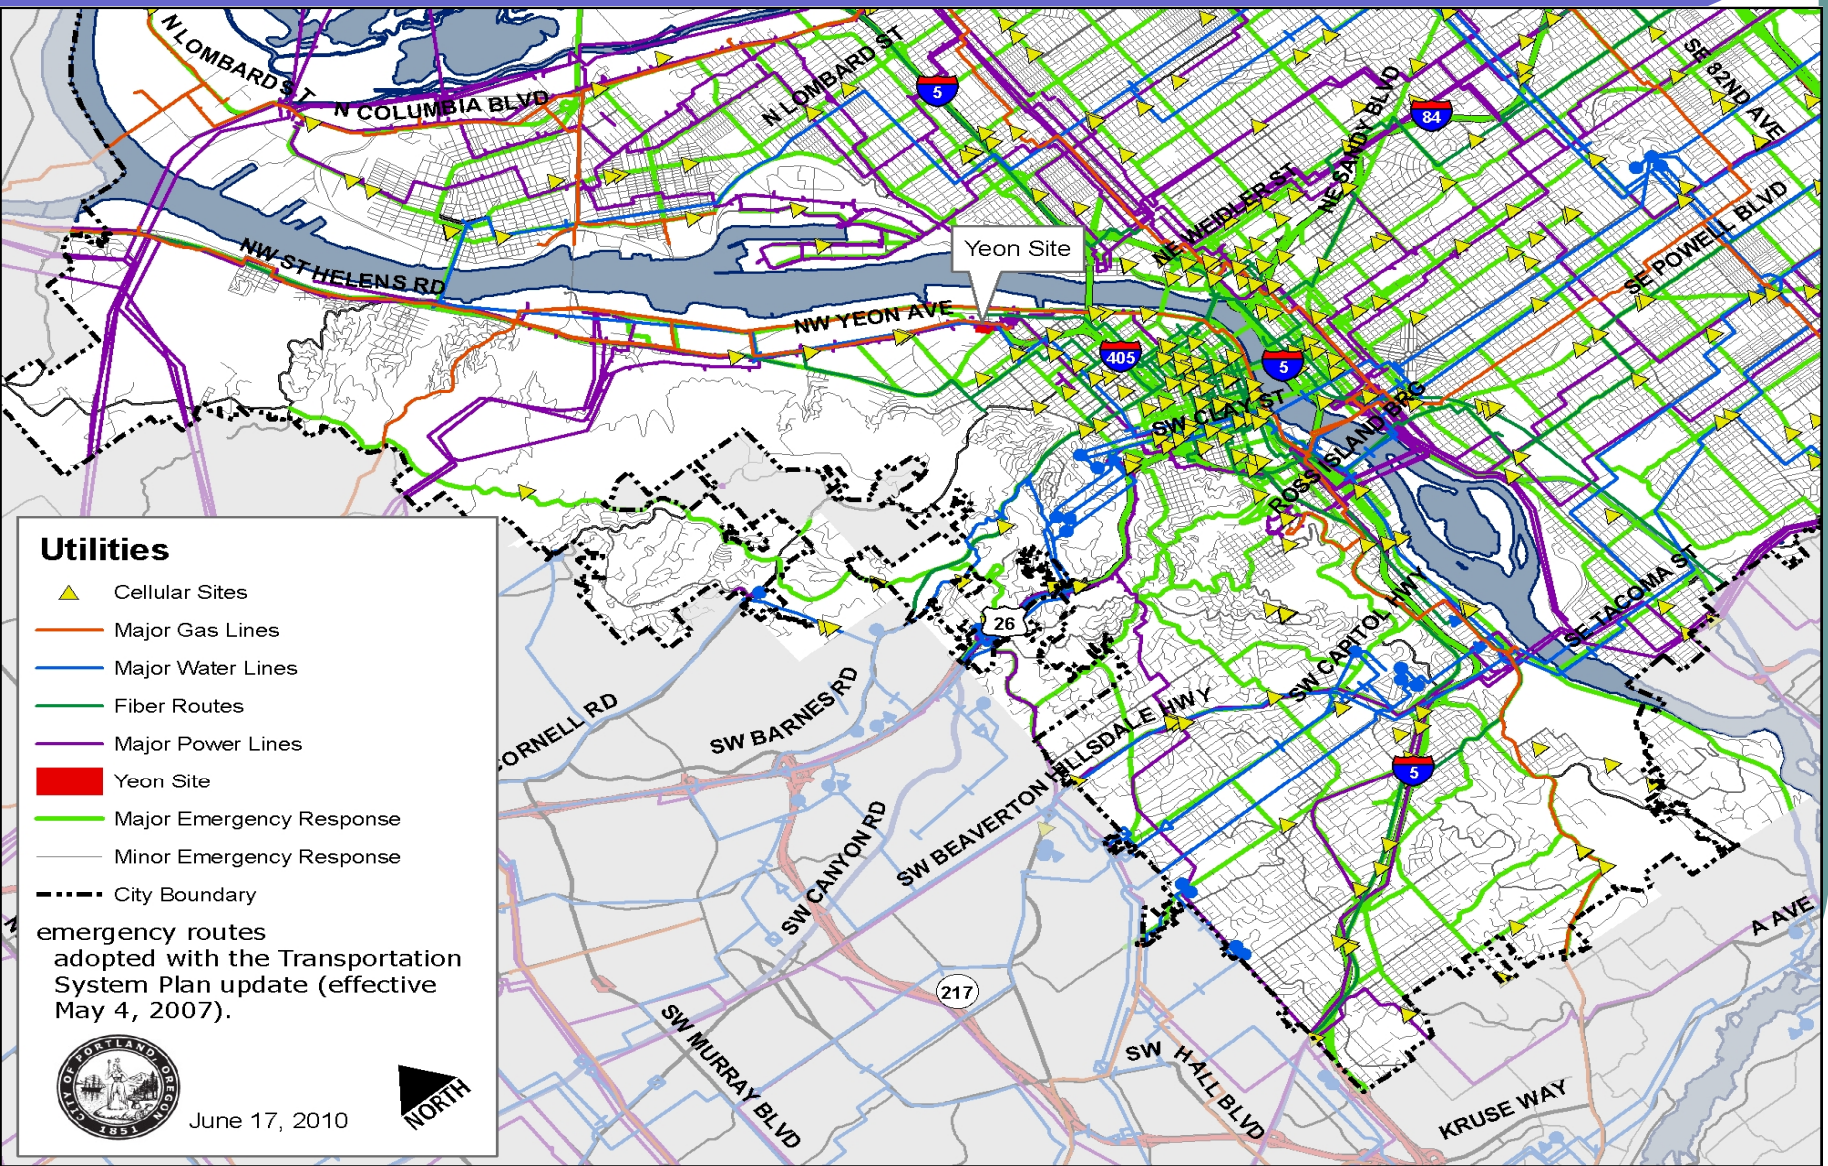 N LOMBARD ST
N COLUMBIA BLVD
N LOMBARD ST
5
84
SE 82ND AVE
NE SANDY BLVD
NE WEIDLER ST
SE POWELL BLVD
Yeon Site
NW ST HELENS RD
NW YEON AVE
405
5
SW CLAY ST
ROSS ISLAND BRG
26
SE TACOMA ST
SW CAPITOL HWY
SW BEAVERTON HILLSDALE HWY
5
ORNELL RD
SW BARNES RD
SW CANYON RD
217
SW MURRAY BLVD
SW HALL BLVD
KRUSE WAY
A AVE
Utilities
Cellular Sites
Major Gas Lines
Major Water Lines
Fiber Routes
Major Power Lines
Yeon Site
Major Emergency Response
Minor Emergency Response
City Boundary
emergency routes
adopted with the Transportation
System Plan update (effective
May 4, 2007).
CITY OF PORTLAND, OREGON
1851
June 17, 2010
NORTH